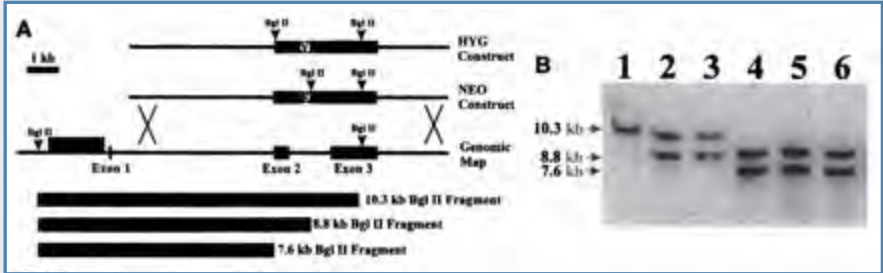 A
1 kb
Bgl II Bgl II
HYG Construct
Bgl II Bgl II
NEO Construct
Bgl II Bgl II
Genomic Map
Exon 1 Exon 2 Exon 3
10.3 kb Bgl II Fragment
8.8 kb Bgl II Fragment
7.6 kb Bgl II Fragment
B
1 2 3 4 5 6
10.3 kb
8.8 kb
7.6 kb